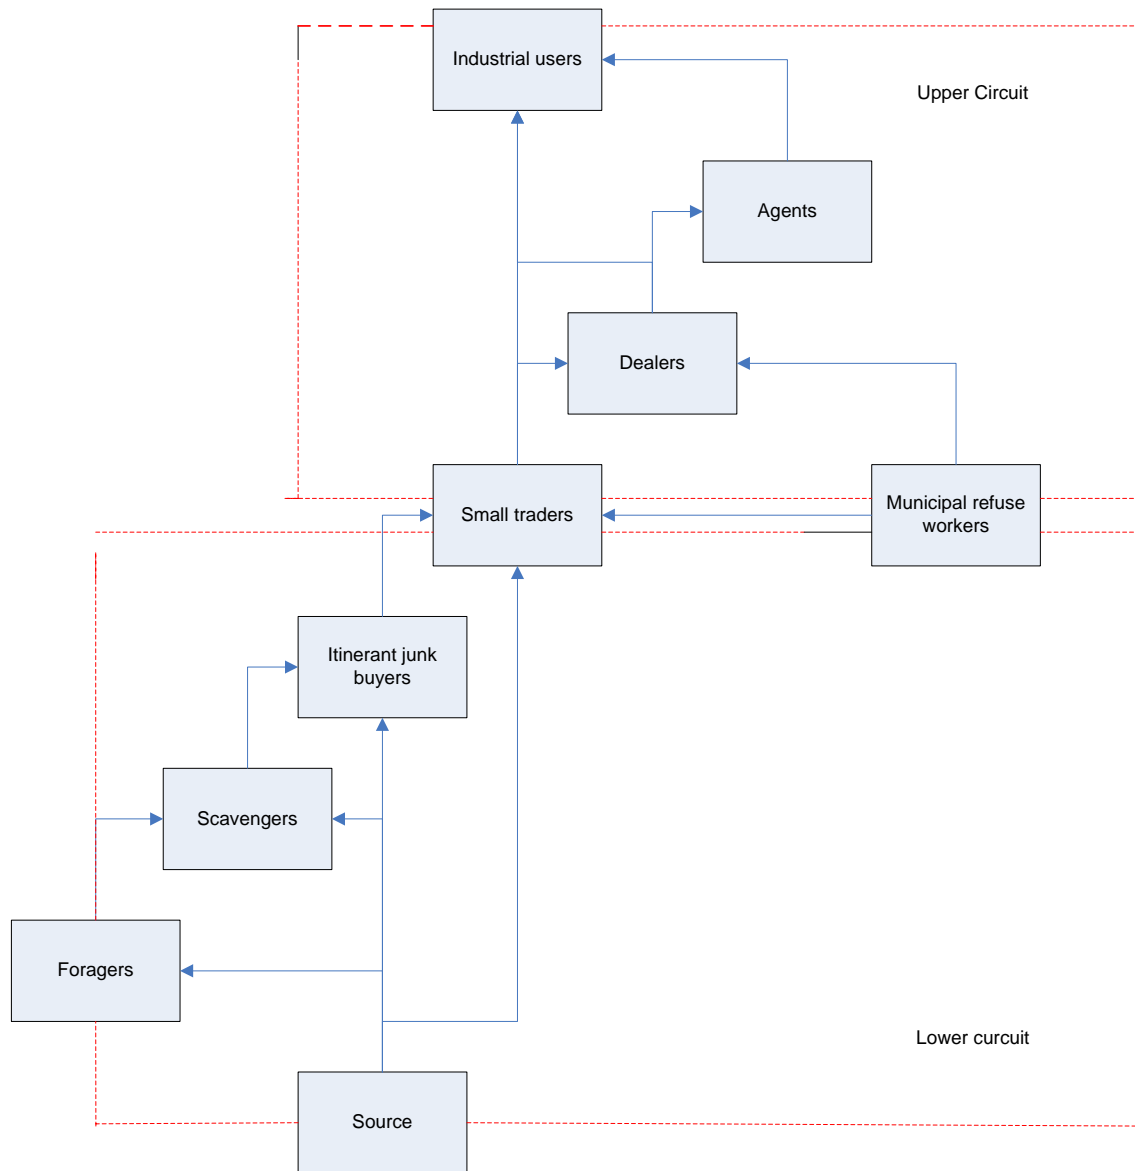 Industrial users
Upper Circuit
Agents
Dealers
Small traders
Municipal refuse
workers
Itinerant junk
buyers
Scavengers
Foragers
Lower curcuit
Source